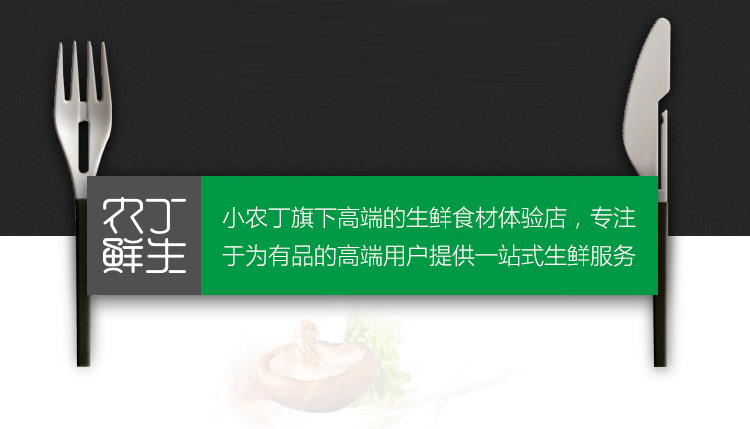 农丁
鲜生
小农丁旗下高端的生鲜食材体验店，专注
于为有品的高端用户提供一站式生鲜服务